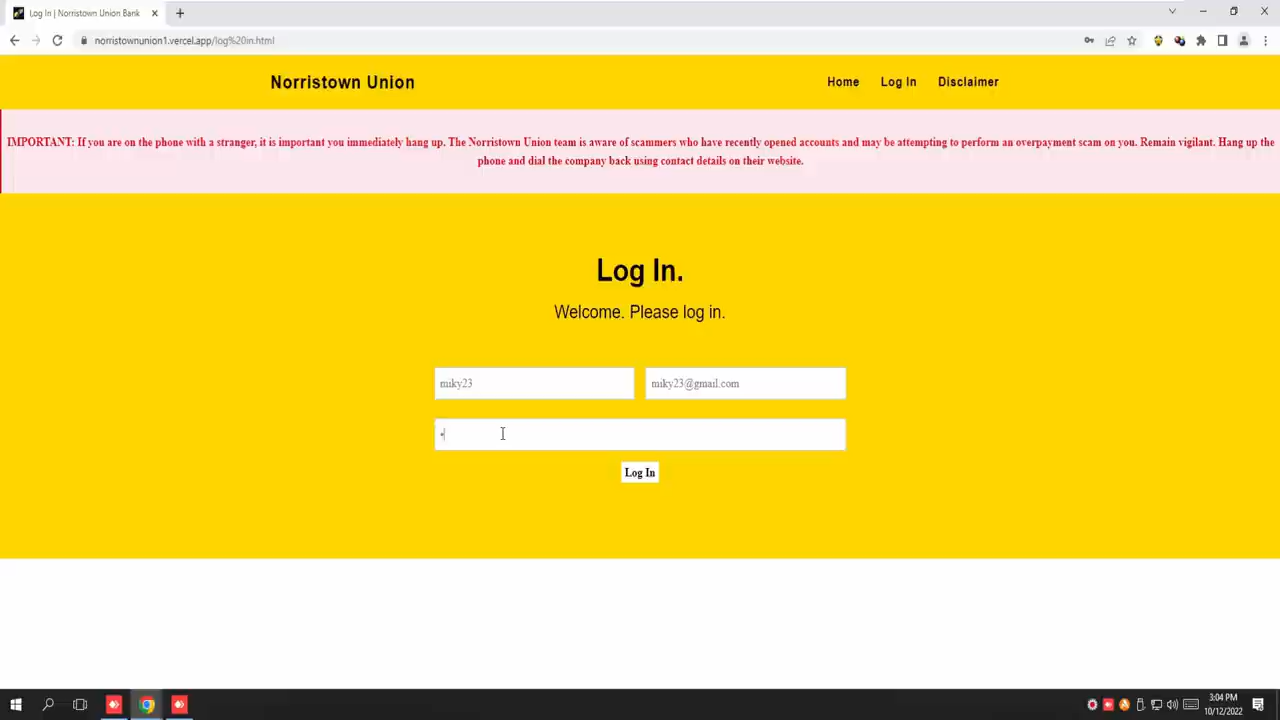 Log In | Norristown Union Bank
norristownunion1.vercel.app/log%20in.html
Norristown Union
Home Log In Disclaimer
IMPORTANT: If you are on the phone with a stranger, it is important you immediately hang up. The Norristown Union team is aware of scammers who have recently opened accounts and may be attempting to perform an overpayment scam on you. Remain vigilant. Hang up the
phone and dial the company back using contact details on their website.
Log In.
Welcome. Please log in.
miky23 miky23@gmail.com
Log In
3:04 PM
10/12/2022